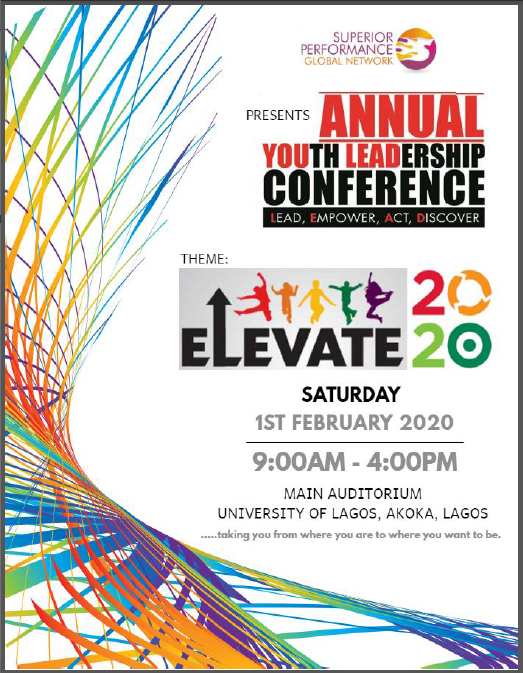 SUPERIOR
PERFORMANCE
GLOBAL NETWORK
PRESENTS
ANNUAL
YOUTH LEADERSHIP
CONFERENCE
LEAD, EMPOWER, ACT, DISCOVER
THEME:
ELEVATE 2020
SATURDAY
1ST FEBRUARY 2020
9:00AM - 4:00PM
MAIN AUDITORIUM
UNIVERSITY OF LAGOS, AKOKA, LAGOS
.....taking you from where you are to where you want to be.